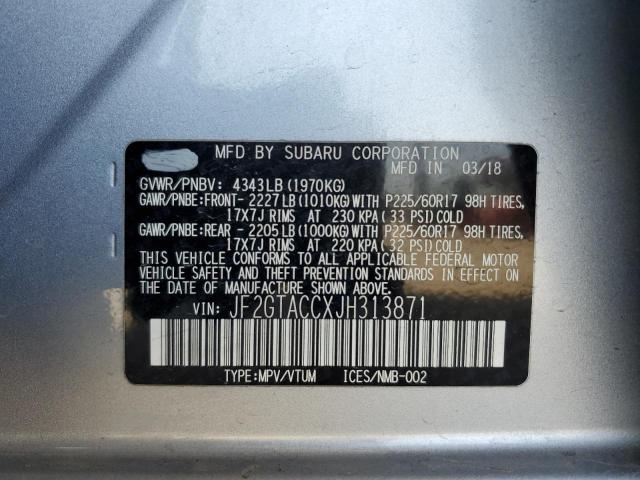 MFD BY SUBARU CORPORATION
MFD IN 03/18
GVWR/PNBV: 4343LB(1970KG)
GAWR/PNBE:FRONT- 2227LB(1010KG)WITH P225/60R17 98H TIRES,
17X7J RIMS AT 230 KPA(33 PSI)COLD
GAWR/PNBE:REAR - 2205LB(1000KG)WITH P225/60R17 98H TIRES,
17X7J RIMS AT 220 KPA(32 PSI)COLD
THIS VEHICLE CONFORMS TO ALL APPLICABLE FEDERAL MOTOR
VEHICLE SAFETY AND THEFT PREVENTION STANDARDS IN EFFECT ON
THE DATE OF MANUFACTURE SHOWN ABOVE.
VIN: JF2GTACCXJH313871
TYPE:MPV/VTUM ICES/NMB-002